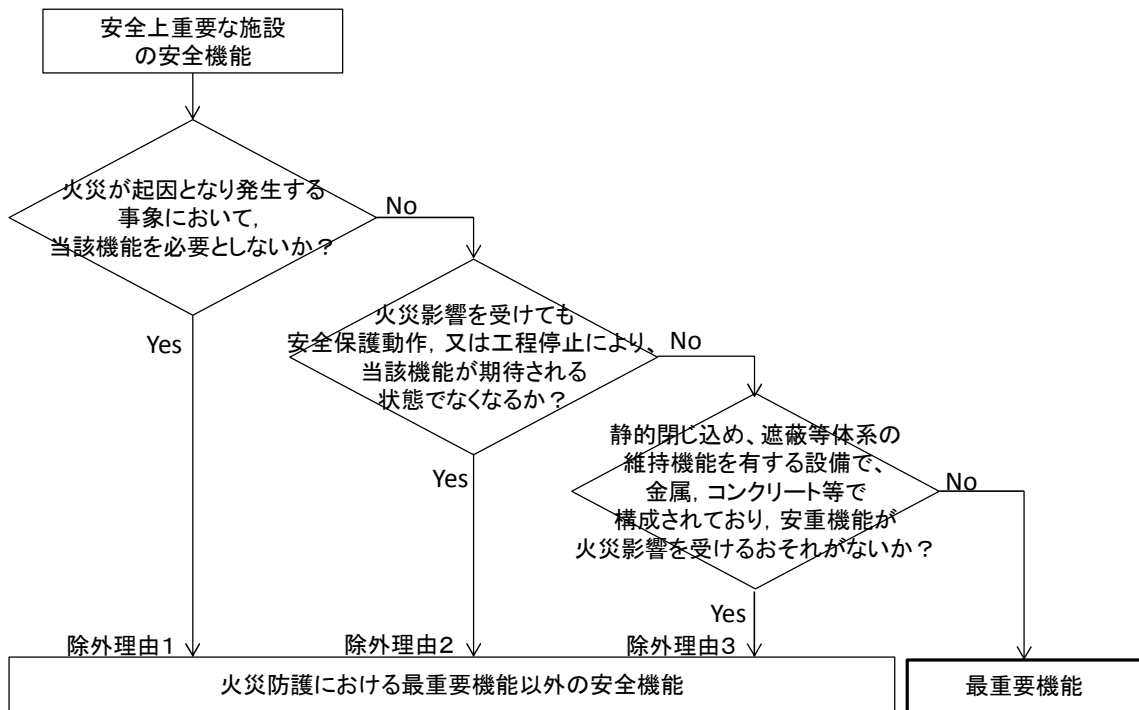 安全上重要な施設
の安全機能
火災が起因となり発生する
事象において,
当該機能を必要としないか？
No
Yes
火災影響を受けても
安全保護動作, 又は工程停止により、
当該機能が期待される
状態でなくなるか？
No
Yes
静的閉じ込め、遮蔽等体系の
維持機能を有する設備で、
金属, コンクリート等で
構成されており, 安重機能が
火災影響を受けるおそれがないか？
No
Yes
除外理由１
除外理由２
除外理由３
火災防護における最重要機能以外の安全機能
最重要機能